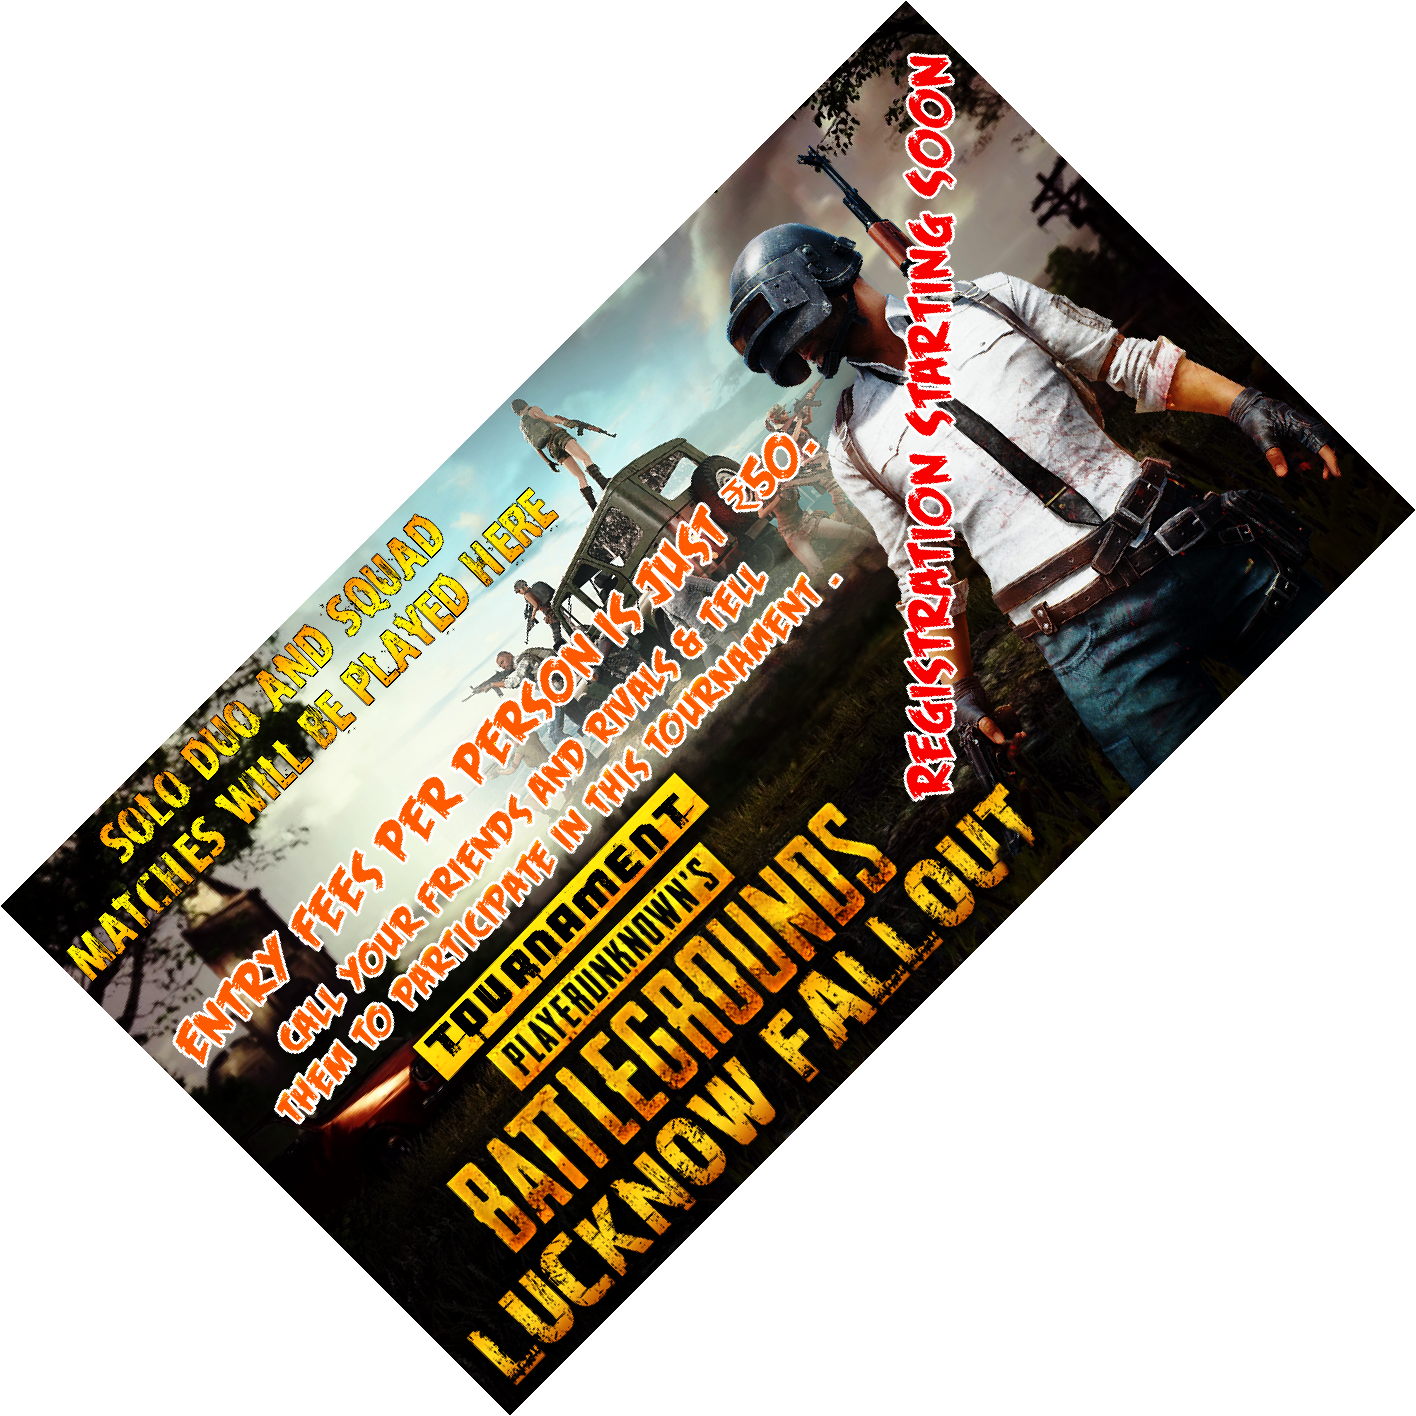 SOLO DUO AND SQUAD
MATCHES WILL BE PLAYED HERE
REGISTRATION STARTING SOON
ENTRY FEES PER PERSON IS JUST ₹50.
CALL YOUR FRIENDS AND RIVALS & TELL
THEM TO PARTICIPATE IN THIS TOURNAMENT .
TOURNAMENT
PLAYERUNKNOWN'S
BATTLEGROUNDS
LUCKNOW FALLOUT